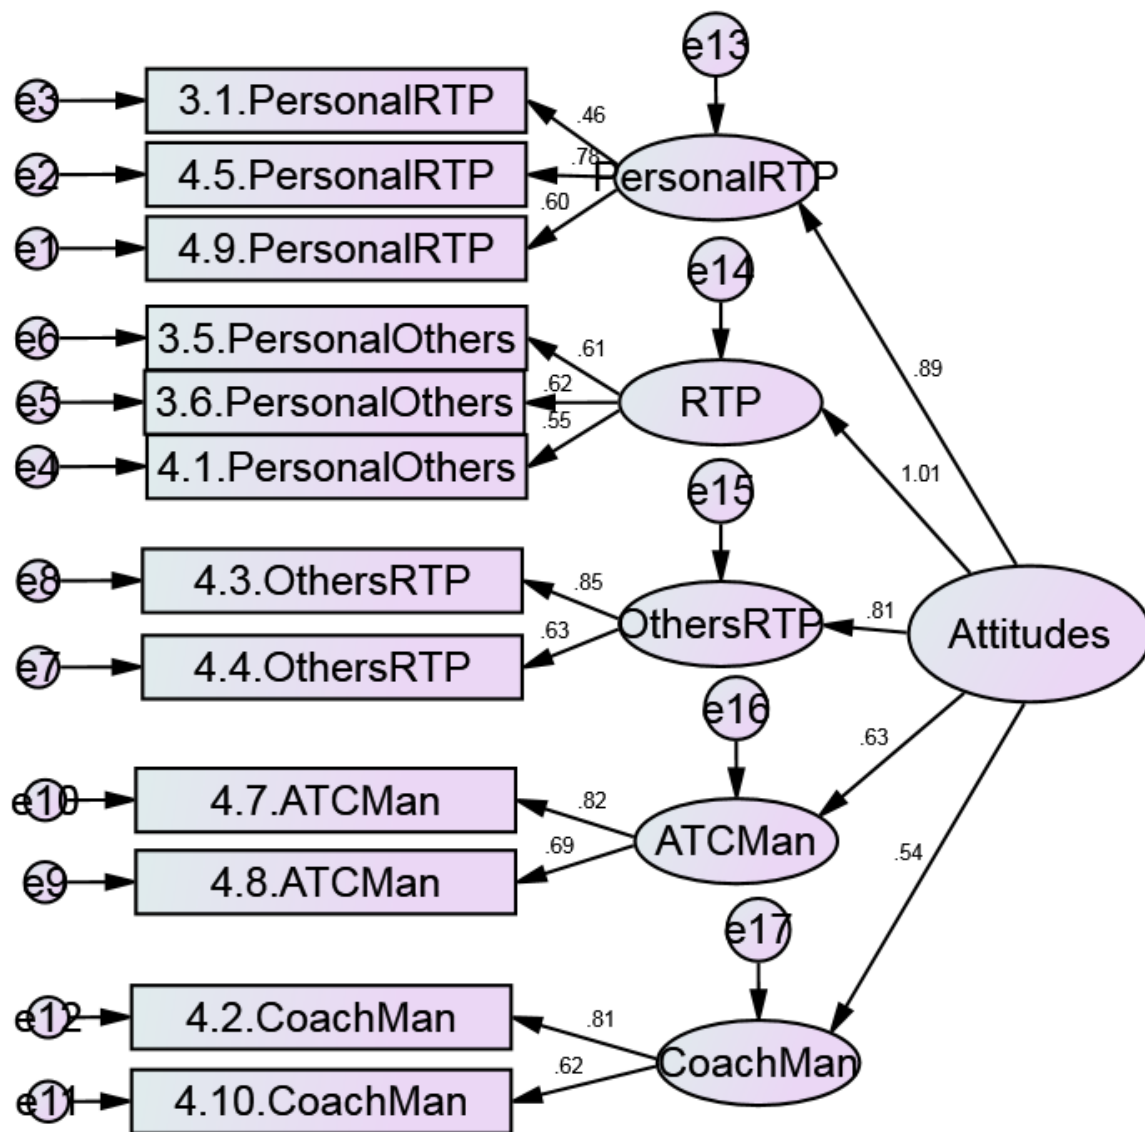 e13
e3
3.1.PersonalRTP
.46
e2
4.5.PersonalRTP
.78
PersonalRTP
e1
4.9.PersonalRTP
.60
e14
e6
3.5.PersonalOthers
.61
.89
e5
3.6.PersonalOthers
.62
RTP
e4
4.1.PersonalOthers
.55
1.01
e15
e8
4.3.OthersRTP
.85
OthersRTP
.81
Attitudes
e7
4.4.OthersRTP
.63
e16
.63
e10
4.7.ATCMan
.82
ATCMan
e9
4.8.ATCMan
.69
.54
e17
e12
4.2.CoachMan
.81
CoachMan
e11
4.10.CoachMan
.62